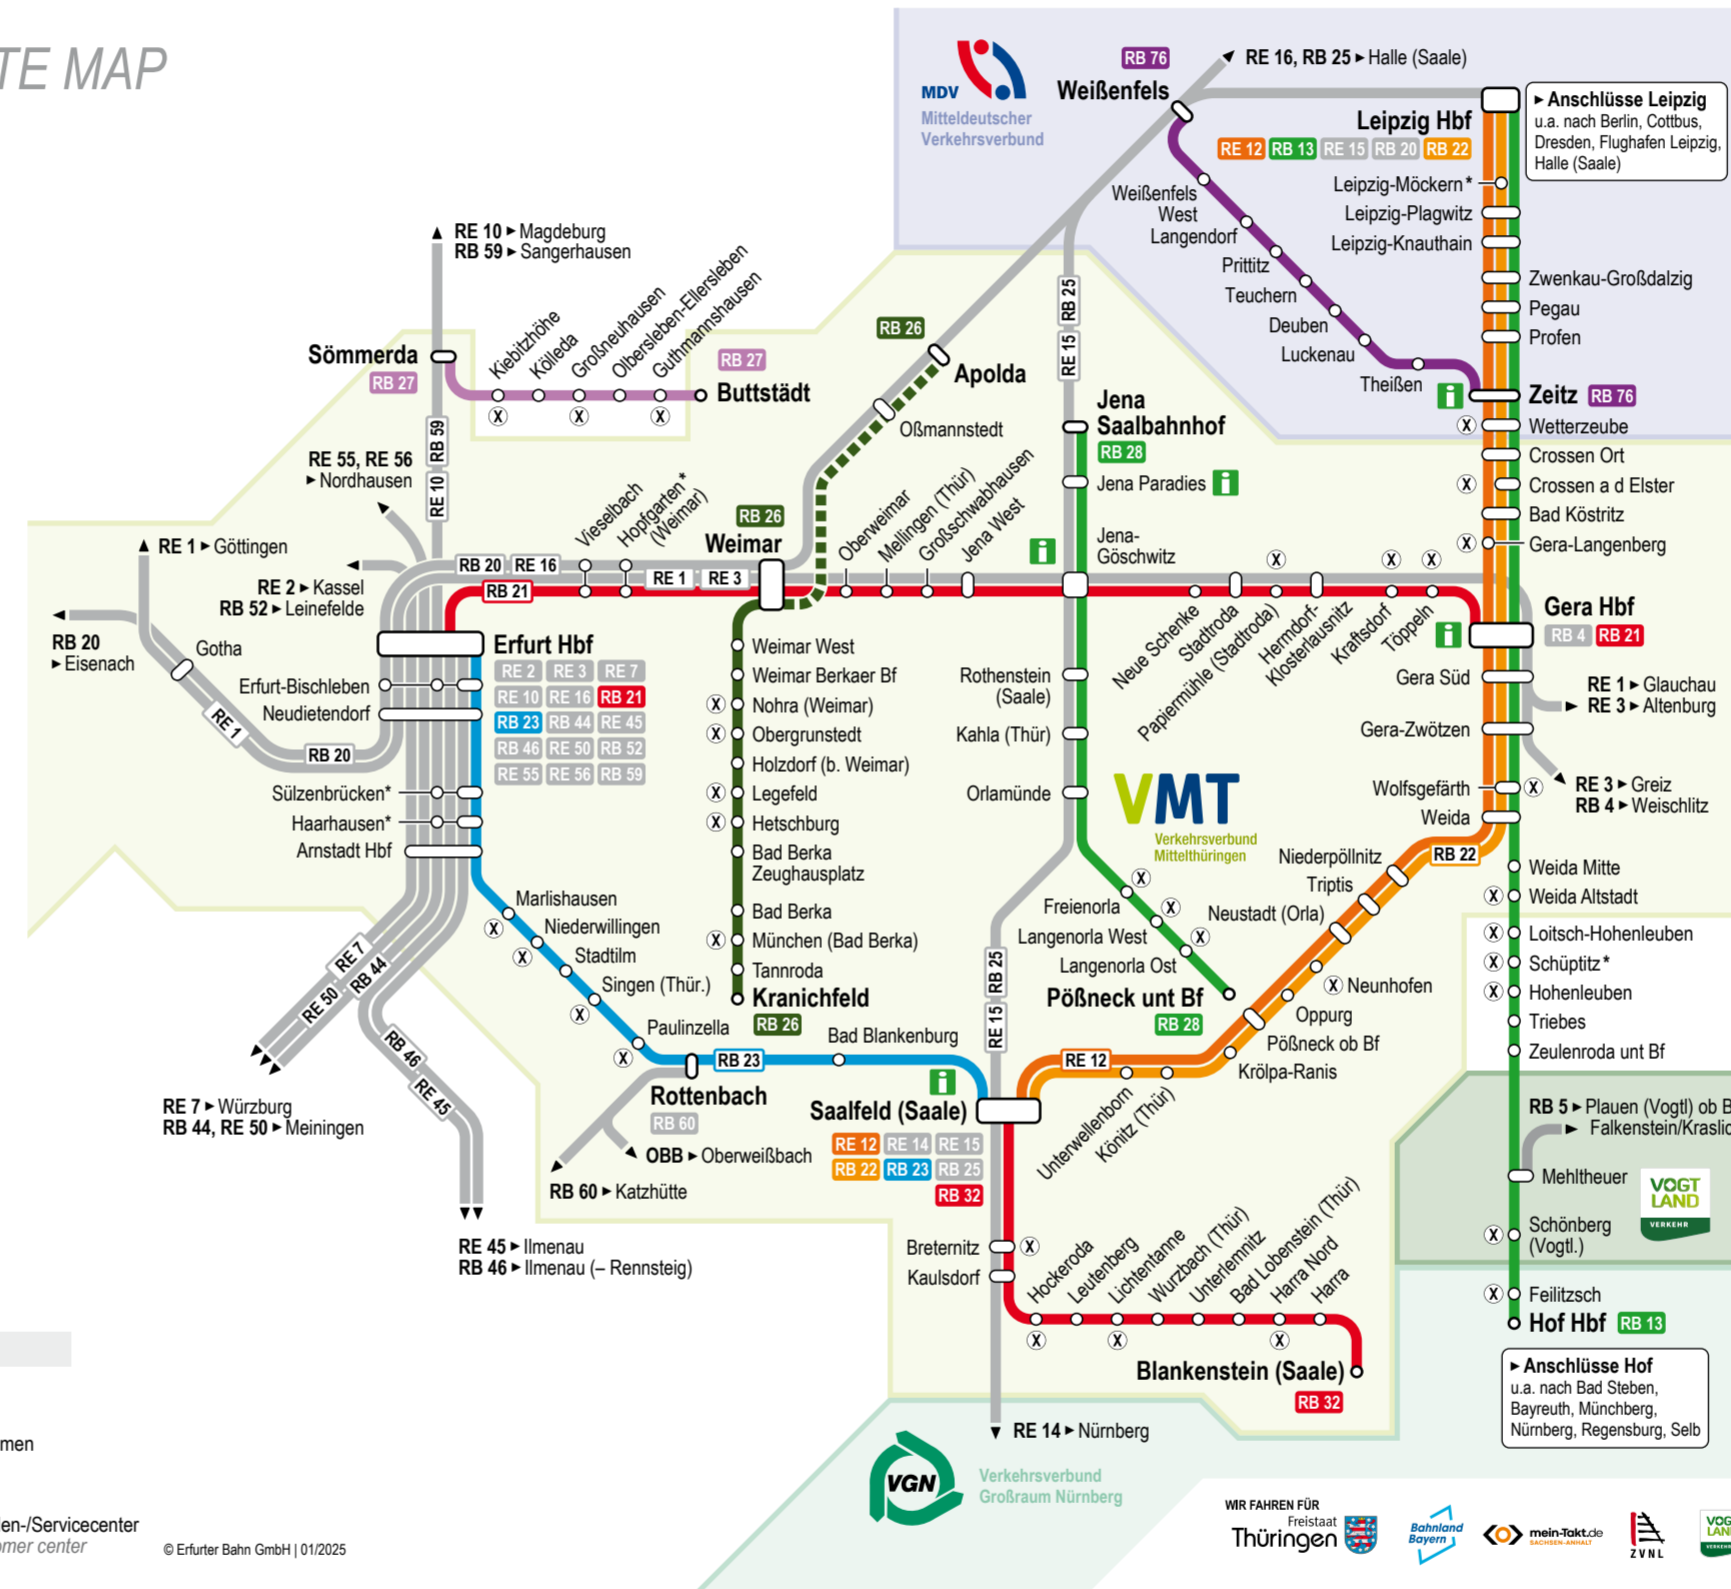 TE MAP
MDV
Mitteldeutscher
Verkehrsverbund
RB 76
Weißenfels
RE 16, RB 25 ▸ Halle (Saale)
Leipzig Hbf
RE 12 RB 13 RE 15 RB 20 RB 22
▸ Anschlüsse Leipzig
u.a. nach Berlin, Cottbus,
Dresden, Flughafen Leipzig,
Halle (Saale)
Leipzig-Möckern*
Leipzig-Plagwitz
Leipzig-Knauthain
Zwenkau-Großdalzig
Pegau
Profen
Zeitz RB 76
X Wetterzeube
Crossen Ort
X Crossen a d Elster
Bad Köstritz
X Gera-Langenberg
Weißenfels
West
Langendorf
Prittitz
Teuchern
Deuben
Luckenau
Theißen
RE 10 ▸ Magdeburg
RB 59 ▸ Sangerhausen
Sömmerda
RB 27
Kiebitzhöhe
Kölleda
Großneuhausen
Olbersleben-Ellersleben
Guttmannshausen
X X X
RB 27
Buttstädt
RB 59
RE 10
RE 55, RE 56
▸ Nordhausen
RE 1 ▸ Göttingen
RE 2 ▸ Kassel
RB 52 ▸ Leinefelde
RB 20
▸ Eisenach
Gotha
RE 1
RB 20
RB 20 RE 16
RB 21
RE 1 RE 3
Vieselbach
Hopfgarten*
(Weimar)
RB 26
Weimar
RB 26
Apolda
Oßmannstedt
Oberweimar
Mellingen (Thür)
Großschwabhausen
Jena West
RB 25
RE 15
Jena
Saalbahnhof
RB 28
Jena Paradies
Jena-
Göschwitz
Neue Schenke
Stadtroda
Papiermühle (Stadtroda)
Hermdorf-
Klosterlausnitz
Kraftsdorf
Töppeln
X X X
Gera Hbf
RB 4 RB 21
Gera Süd
Gera-Zwötzen
Wolfsgefärth X
Weida
RE 1 ▸ Glauchau
RE 3 ▸ Altenburg
RE 3 ▸ Greiz
RB 4 ▸ Weischlitz
Erfurt Hbf
RE 2 RE 3 RE 7
RE 10 RE 16 RB 21
RB 23 RB 44 RE 45
RB 46 RE 50 RB 52
RE 55 RE 56 RB 59
Erfurt-Bischleben
Neudietendorf
Sülzenbrücken*
Haarhausen*
Arnstadt Hbf
Weimar West
Weimar Berkaer Bf
X Nohra (Weimar)
X Obergrunstedt
Holzdorf (b. Weimar)
X Legefeld
X Hetschburg
Bad Berka
Zeughausplatz
Bad Berka
X München (Bad Berka)
Tannroda
Kranichfeld
RB 26
Rothenstein
(Saale)
Kahla (Thür)
Orlamünde
VMT
Verkehrsverbund
Mittelthüringen
X
Freienorla
X
Langenorla West
X
Langenorla Ost
Pößneck unt Bf
RB 28
RB 22
Niederpöllnitz
Triptis
Neustadt (Orla)
X Neunhofen
Oppurg
Pößneck ob Bf
Krölpa-Ranis
Könitz (Thür)
Unterwellenborn
RE 12
Weida Mitte
X Weida Altstadt
X Loitsch-Hohenleuben
X Schüptitz*
X Hohenleuben
Triebes
Zeulenroda unt Bf
RB 5 ▸ Plauen (Vogtl) ob B
Falkenstein/Kraslic
Mehltheuer
VOGT
LAND
VERKEHR
X Schönberg
(Vogtl.)
X Feilitzsch
Hof Hbf RB 13
▸ Anschlüsse Hof
u.a. nach Bad Steben,
Bayreuth, Münchberg,
Nürnberg, Regensburg, Selb
Marlishausen
X
Niederwillingen
X
Stadtilm
Singen (Thür.)
X
Paulinzella
X
RB 23
Bad Blankenburg
Rottenbach
RB 60
OBB ▸ Oberweißbach
RB 60 ▸ Katzhütte
RE 7
RB 44
RE 50
RB 46
RE 45
RE 7 ▸ Würzburg
RB 44, RE 50 ▸ Meiningen
RE 45 ▸ Ilmenau
RB 46 ▸ Ilmenau (– Rennsteig)
RB 25
RE 15
Saalfeld (Saale)
RE 12 RE 14 RE 15
RB 22 RB 23 RB 25
RB 32
Breternitz X
Kaulsdorf
Hockeroda
Leutenberg
Lichtentanne
Wurzbach (Thür)
Unterlemnitz
Bad Lobenstein (Thür)
Harra Nord
Harra
X X X
Blankenstein (Saale)
RB 32
RE 14 ▸ Nürnberg
VGN
Verkehrsverbund
Großraum Nürnberg
men
den-/Servicecenter
omer center
© Erfurter Bahn GmbH | 01/2025
WIR FAHREN FÜR
Freistaat
Thüringen
Bahnland
Bayern
mein-Takt.de
SACHSEN-ANHALT
ZVNL
VOG
LAN
VERKEHR